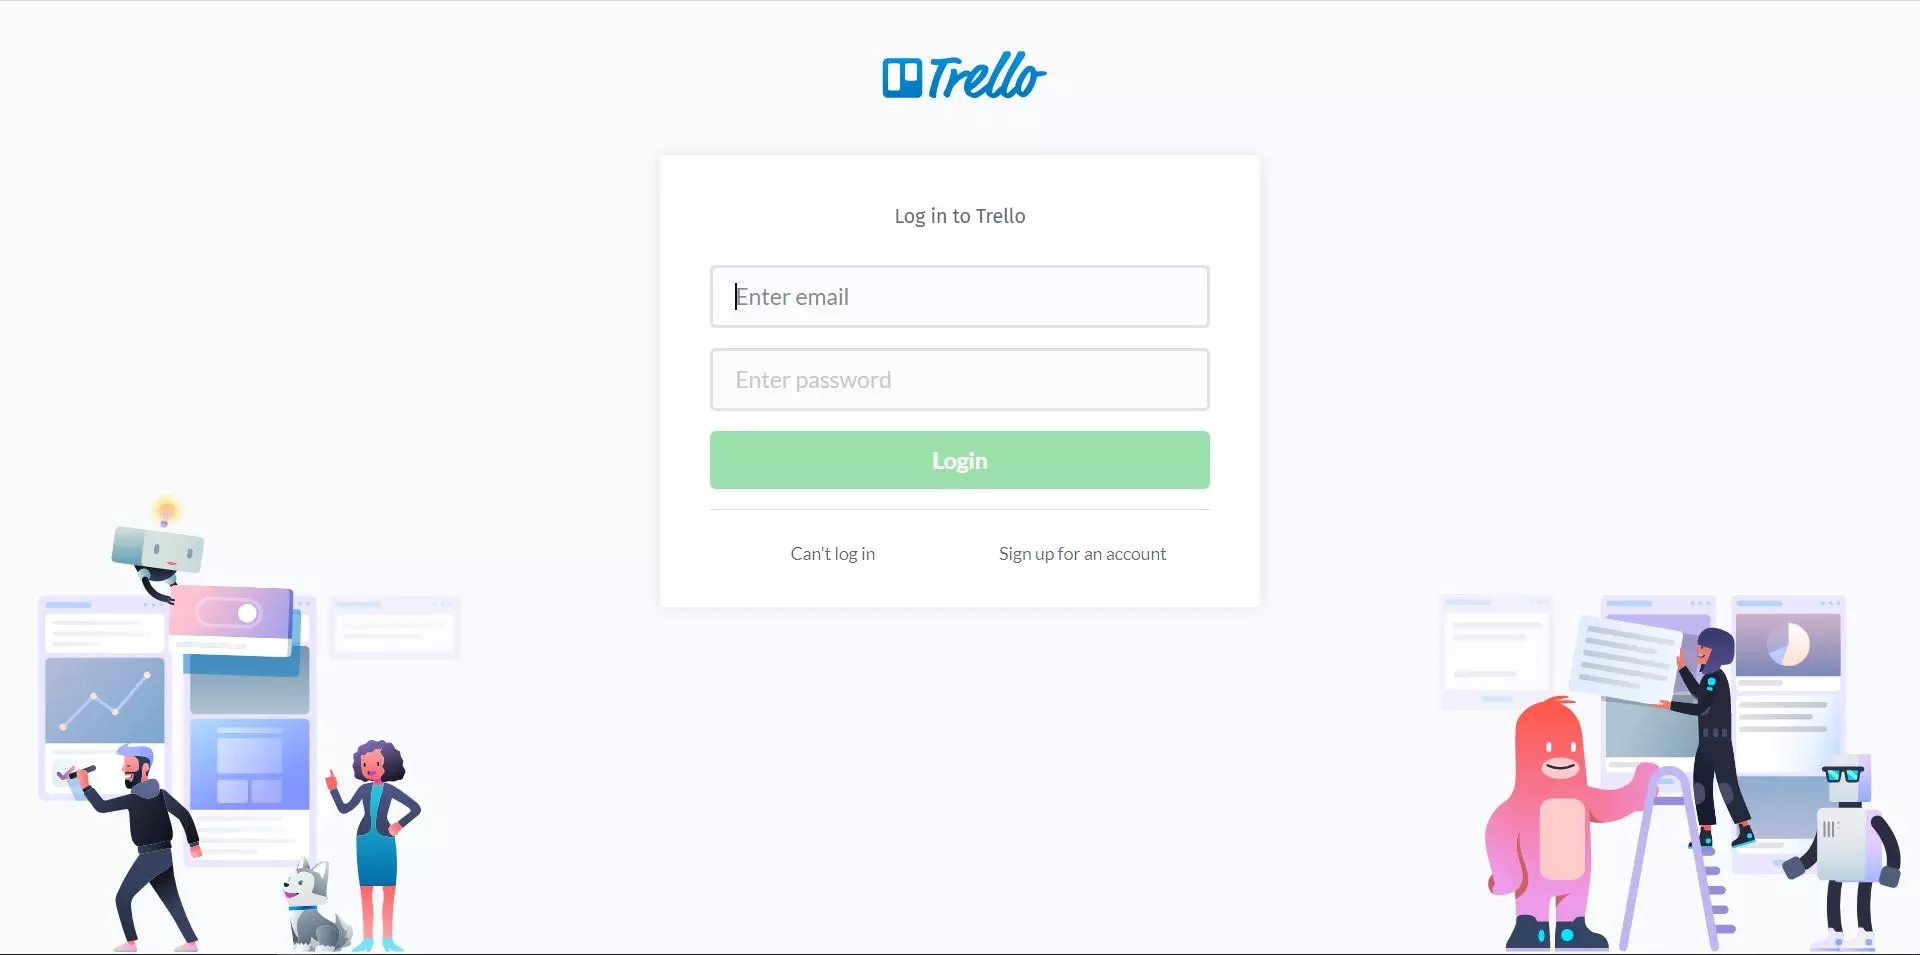 Trello
Log in to Trello
Enter email
Enter password
Login
Can't log in
Sign up for an account